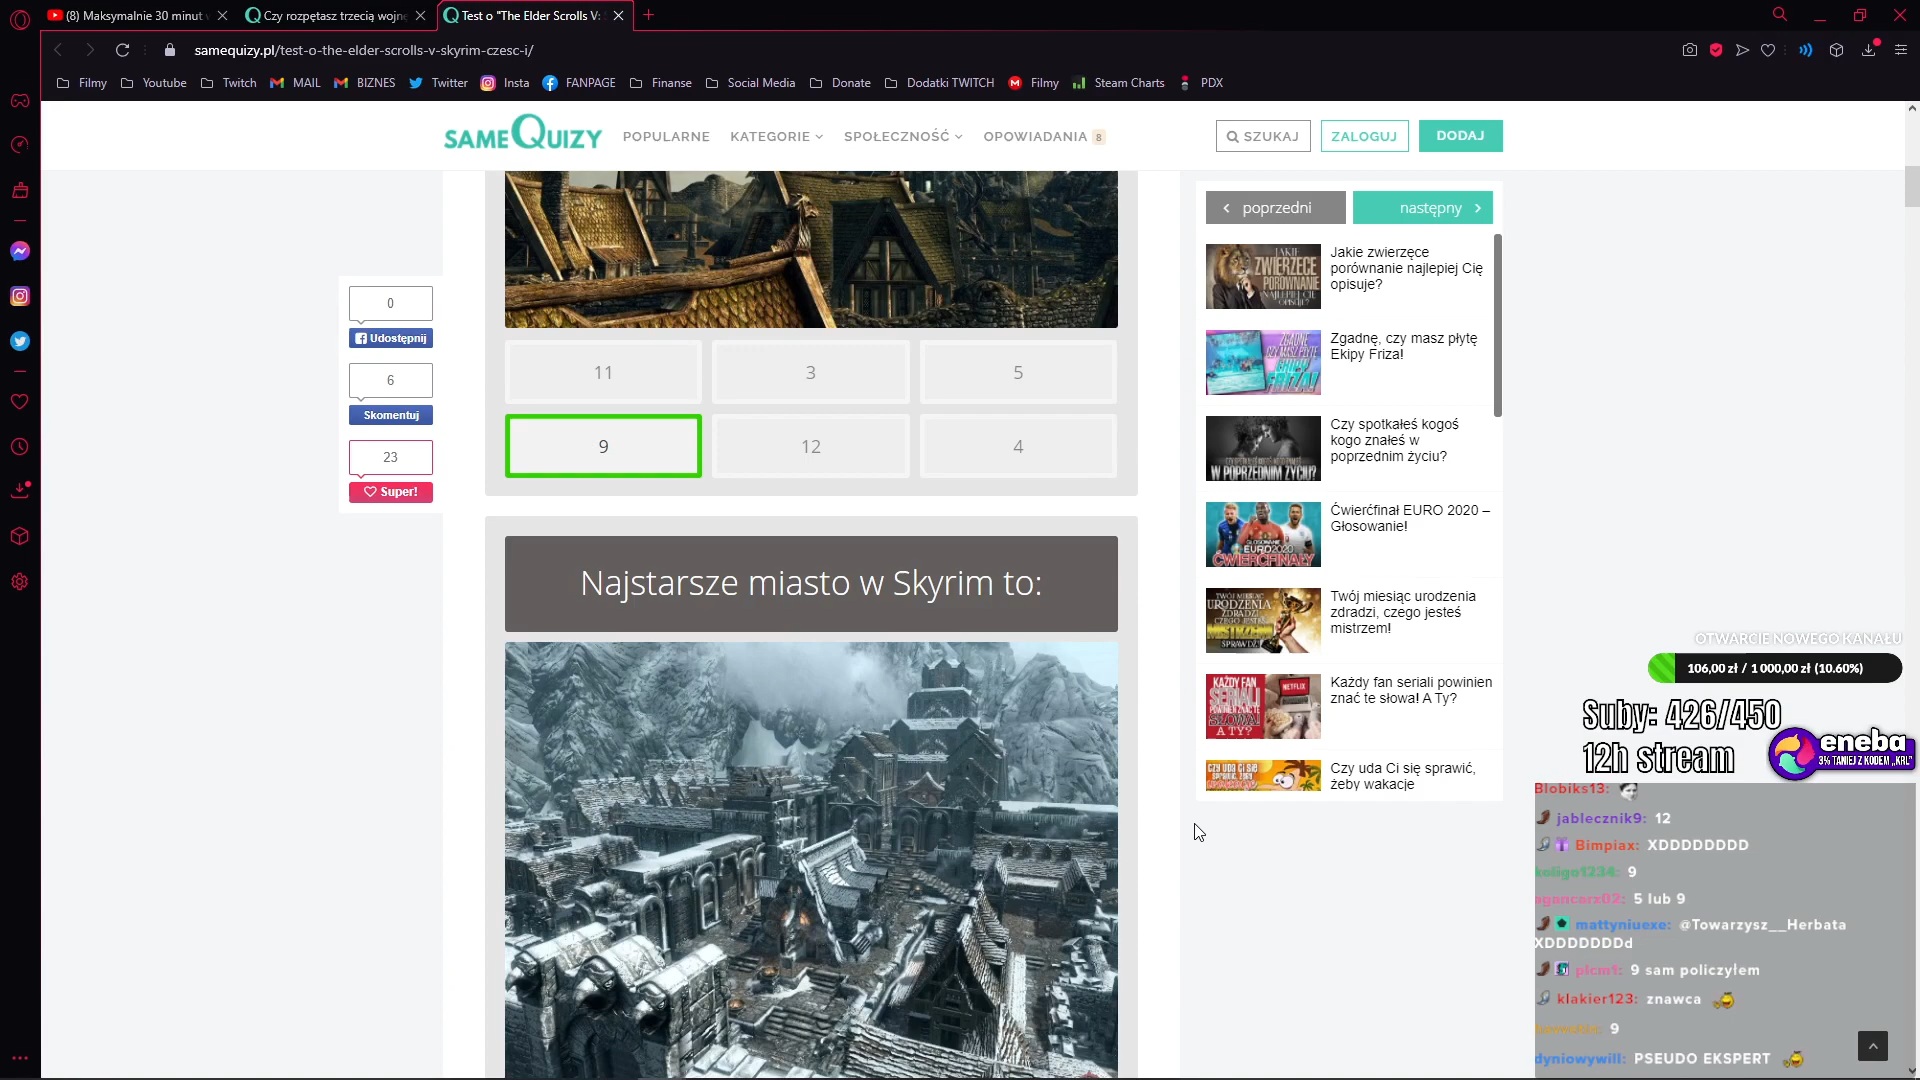 (8) Maksymalnie 30 minut
Czy rozpętasz trzecią wojnę
Test o "The Elder Scrolls V:
samequizy.pl/test-o-the-elder-scrolls-v-skyrim-czesc-i/
Filmy
Youtube
Twitch
MAIL
BIZNES
Twitter
Insta
FANPAGE
Finanse
Social Media
Donate
Dodatki TWITCH
Filmy
Steam Charts
PDX
SAMEQUIZY
POPULARNE
KATEGORIE
SPOŁECZNOŚĆ
OPOWIADANIA 8
SZUKAJ
ZALOGUJ
DODAJ
0
Udostępnij
6
Skomentuj
23
Super!
11
3
5
9
12
4
Najstarsze miasto w Skyrim to:
poprzedni
następny
Jakie zwierzęce
porównanie najlepiej Cię
opisuje?
Zgadnę, czy masz płytę
Ekipy Friza!
Czy spotkałeś kogoś
kogo znałeś w
poprzednim życiu?
W POPRZEDNIM ŻYCIU?
Ćwierćfinał EURO 2020 –
Głosowanie!
EURO2020
ĆWIERĆFINAŁY
Twój miesiąc urodzenia
zdradzi, czego jesteś
mistrzem!
Każdy fan seriali powinien
znać te słowa! A Ty?
Czy uda Ci się sprawić,
żeby wakacje
OTWARCIE NOWEGO KANAŁU
106,00 zł / 1 000,00 zł (10.60%)
Suby: 426/450
12h stream
eneba
3% TANIEJ Z KODEM „KRL"
Blobiks13:
jablecznik9: 12
Bimpiax: XDDDDDDDD
koligo1234: 9
5 lub 9
mattyniuexe: @Towarzysz__Herbata
XDDDDDDDd
plcm1: 9 sam policzyłem
klakier123: znawca
9
dyniowywill: PSEUDO EKSPERT